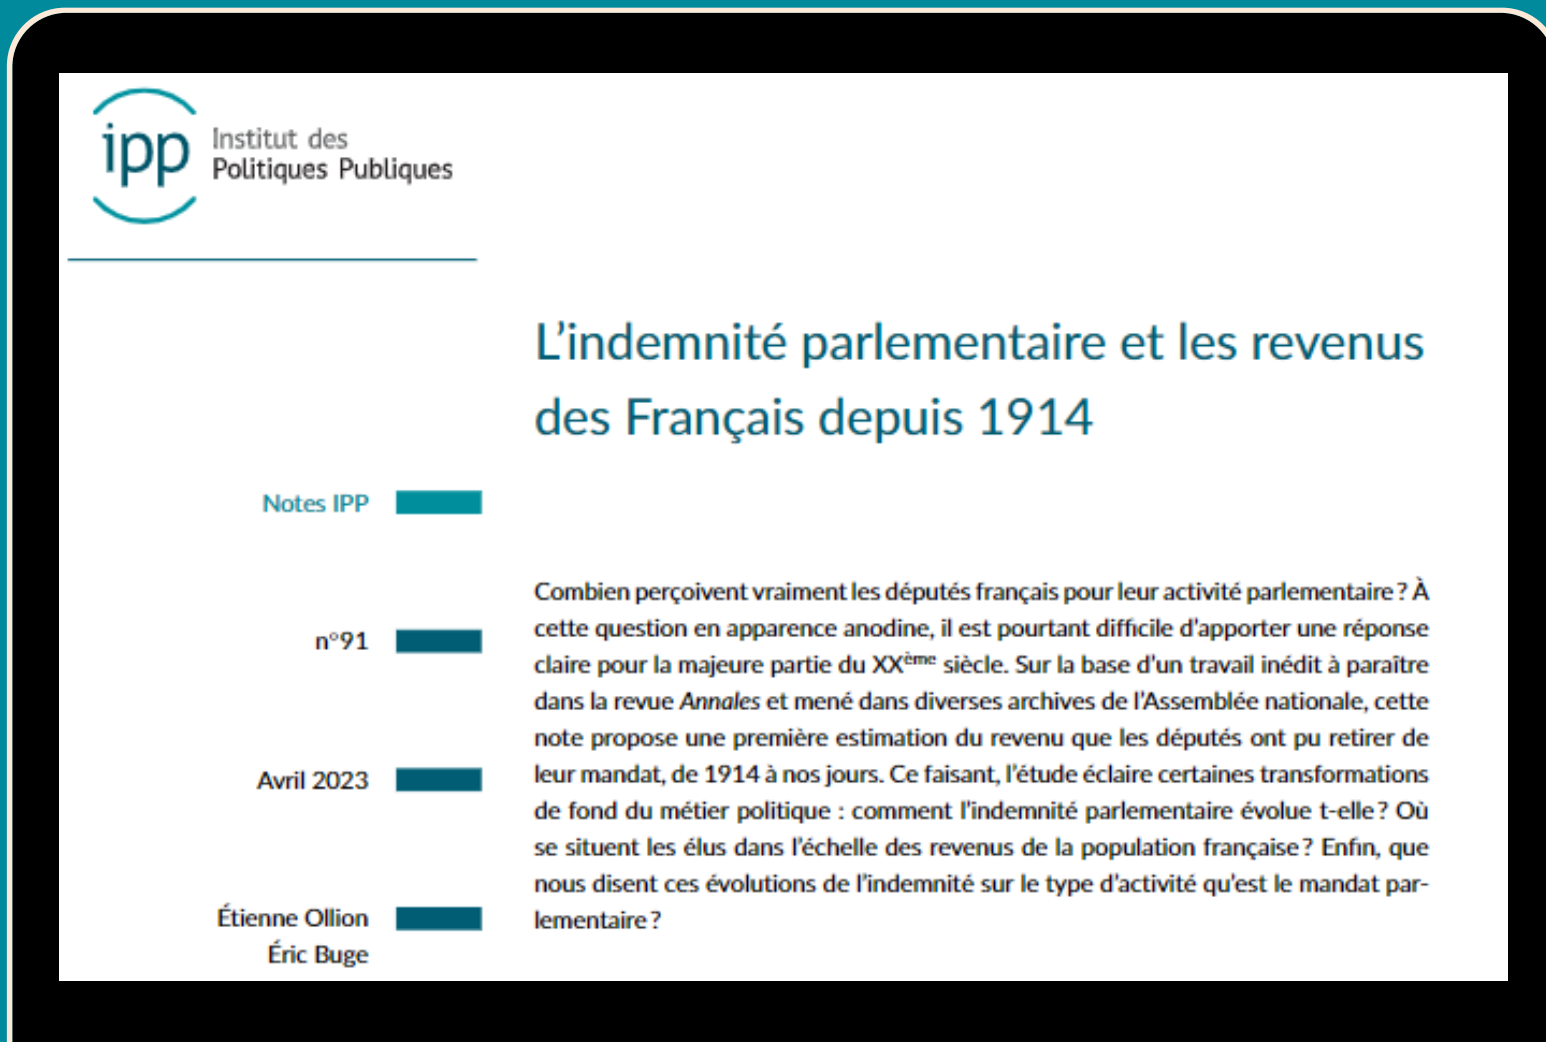 ipp
Institut des
Politiques Publiques
L'indemnité parlementaire et les revenus
des Français depuis 1914
Notes IPP
n°91
Avril 2023
Étienne Ollion
Éric Buge
Combien perçoivent vraiment les députés français pour leur activité parlementaire ? À
cette question en apparence anodine, il est pourtant difficile d'apporter une réponse
claire pour la majeure partie du XXème siècle. Sur la base d'un travail inédit à paraître
dans la revue Annales et mené dans diverses archives de l'Assemblée nationale, cette
note propose une première estimation du revenu que les députés ont pu retirer de
leur mandat, de 1914 à nos jours. Ce faisant, l'étude éclaire certaines transformations
de fond du métier politique : comment l'indemnité parlementaire évolue t-elle ? Où
se situent les élus dans l'échelle des revenus de la population française ? Enfin, que
nous disent ces évolutions de l'indemnité sur le type d'activité qu'est le mandat par-
lementaire ?